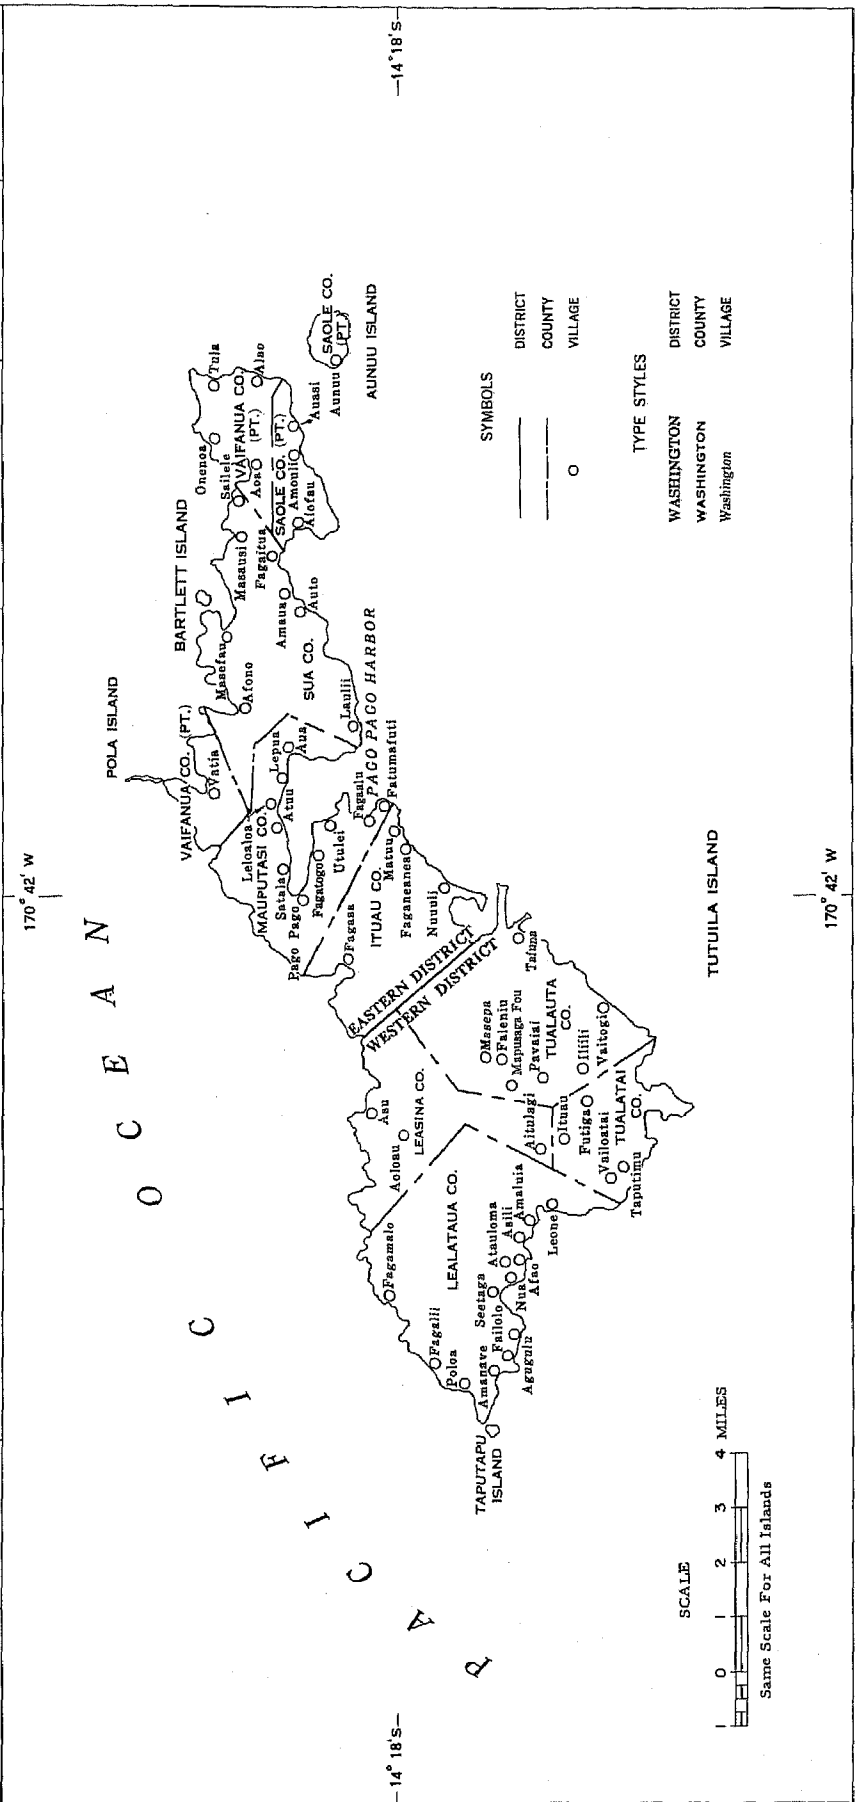 PACIFIC OCEAN
170° 42' W
14° 18'S
14° 18'S
170° 42' W
POLA ISLAND
BARTLETT ISLAND
AUNUU ISLAND
TAPUTAPU
ISLAND
TUTUILA ISLAND
PAGO PAGO HARBOR
EASTERN DISTRICT
WESTERN DISTRICT
VAIFANUA CO. (PT.)
Vatia
MAUPUTASI CO.
Leloaloa
Atuu
Lepua
Aua
Satala
Pago Pago
Fagatogo
Utulei
Fagaalu
Fatumafuti
SUA CO.
Afono
Masefau
Masausi
Sailele
Fagaitua
Amaua
Auto
Laulii
VAIFANUA CO.
(PT.)
Onenoa
Tula
Aoa
Alao
SAOLE CO. (PT.)
Amouli
Alofau
Auasi
SAOLE CO.
(PT.)
Aunuu
ITUAU CO.
Fagasa
Matuu
Faganeanea
Nuuuli
LEASINA CO.
Asu
Aoloau
Aitulagi
TUALAUTA
CO.
Tafuna
Masepa
Faleniu
Mapusaga Fou
Pavaiai
Iliili
Vaitogi
TUALATAI
CO.
Ituau
Futiga
Vailoatai
Taputimu
LEALATAUA CO.
Fagamalo
Fagalii
Poloa
Amanave
Failolo
Agugulu
Seetaga
Nua
Afao
Atauloma
Asili
Amaluia
Leone
SYMBOLS
DISTRICT
COUNTY
VILLAGE
TYPE STYLES
WASHINGTON DISTRICT
WASHINGTON COUNTY
Washington VILLAGE
SCALE
1 0 1 2 3 4 MILES
Same Scale For All Islands